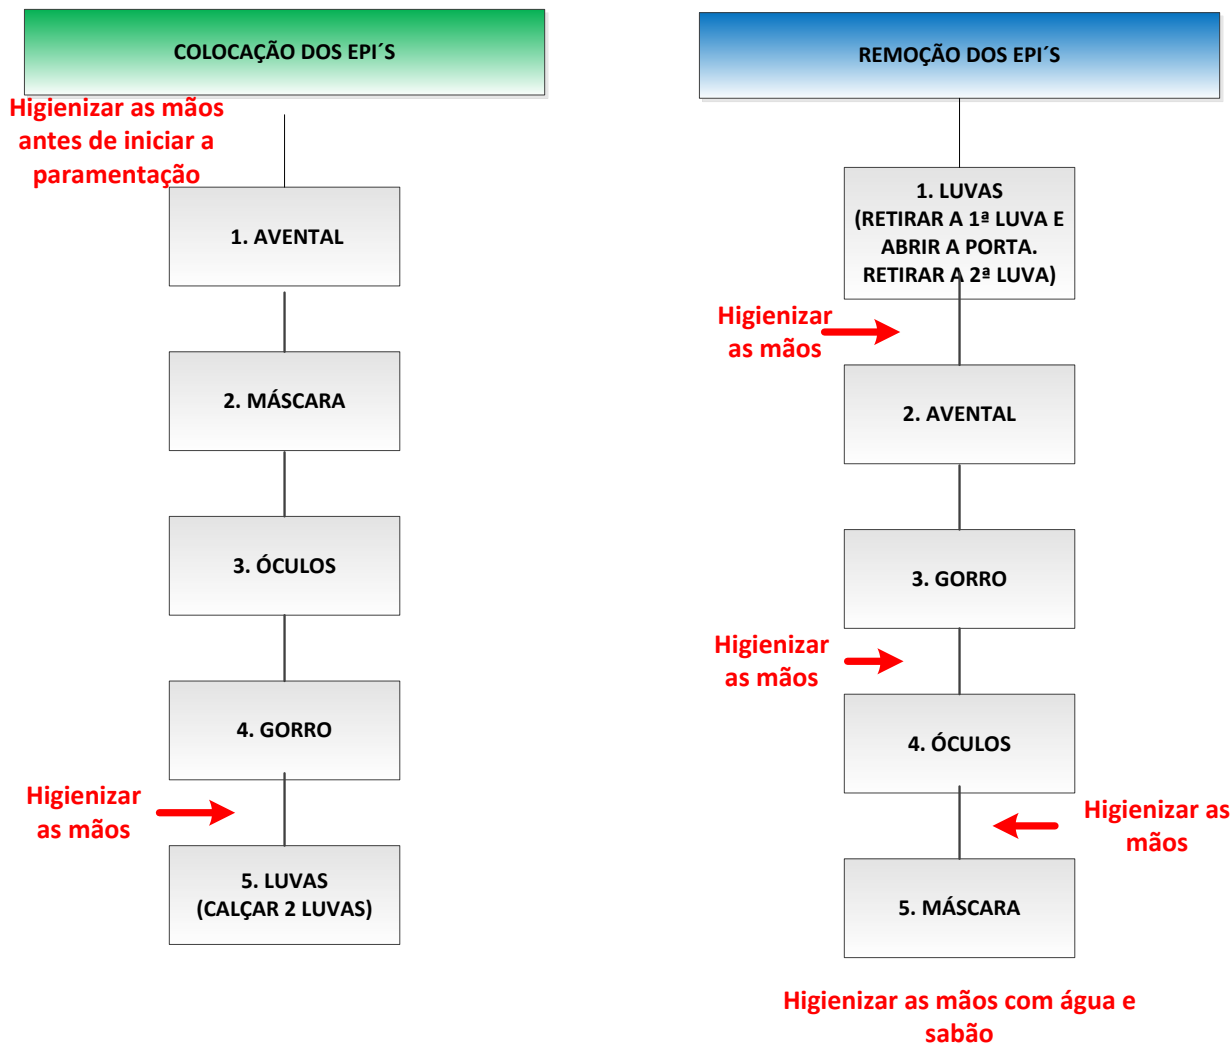 COLOCAÇÃO DOS EPI´S
Higienizar as mãos
antes de iniciar a
paramentação
1. AVENTAL
2. MÁSCARA
3. ÓCULOS
4. GORRO
Higienizar
as mãos
5. LUVAS
(CALÇAR 2 LUVAS)
REMOÇÃO DOS EPI´S
1. LUVAS
(RETIRAR A 1ª LUVA E
ABRIR A PORTA.
RETIRAR A 2ª LUVA)
Higienizar
as mãos
2. AVENTAL
3. GORRO
Higienizar
as mãos
4. ÓCULOS
Higienizar as
mãos
5. MÁSCARA
Higienizar as mãos com água e
sabão